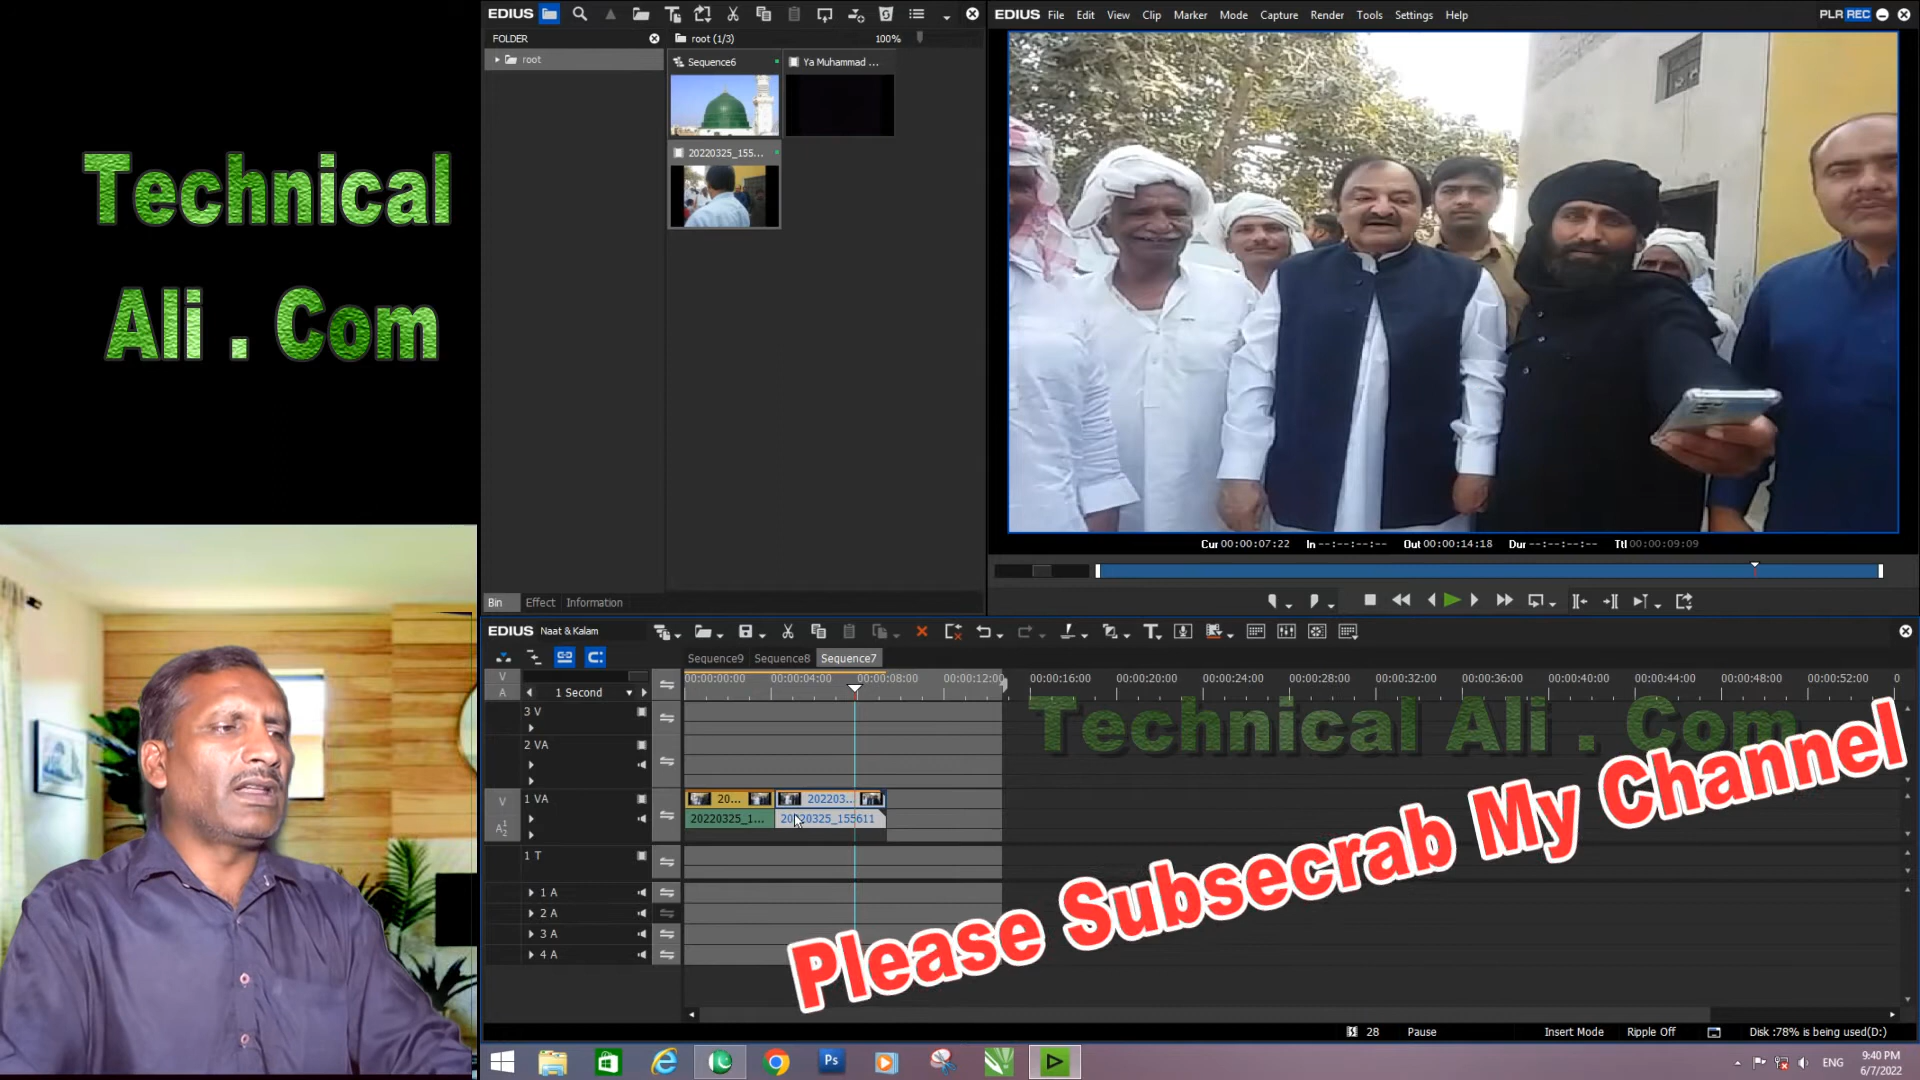 Technical
Ali . Com
EDIUS
FOLDER
root
root (1/3)
100%
Sequence6
Ya Muhammad ...
20220325_155...
Bin
Effect
Information
EDIUS File Edit View Clip Marker Mode Capture Render Tools Settings Help
PLR REC
Cur 00:00:07:22 In --:--:--:-- Out 00:00:14:18 Dur --:--:--:-- Ttl 00:00:09:09
EDIUS Naat & Kalam
Sequence9 Sequence8 Sequence7
V
A
1 Second
00:00:00:00 00:00:04:00 00:00:08:00 00:00:12:00 00:00:16:00 00:00:20:00 00:00:24:00 00:00:28:00 00:00:32:00 00:00:36:00 00:00:40:00 00:00:44:00 00:00:48:00 00:00:52:00 0
3 V
2 VA
V
A 1 2
1 VA
20...
202203...
20220325_1...
20220325_155611
1 T
1 A
2 A
3 A
4 A
Technical Ali . Com
Please Subsecrab My Channel
28 Pause Insert Mode Ripple Off Disk :78% is being used(D:)
Ps
ENG
9:40 PM
6/7/2022